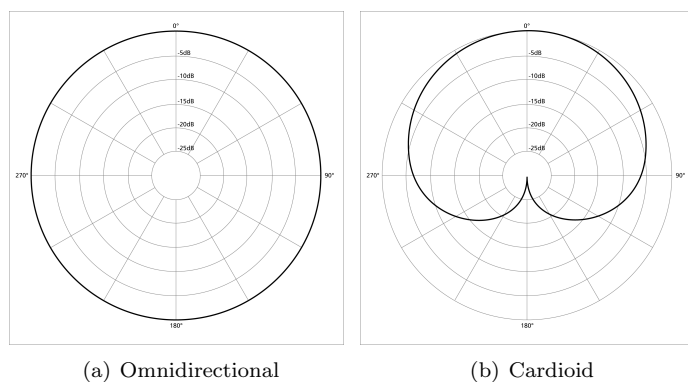 0°
-5dB
-10dB
-15dB
-20dB
-25dB
270°
90°
180°
0°
-5dB
-10dB
-15dB
-20dB
-25dB
270°
90°
180°
(a) Omnidirectional
(b) Cardioid